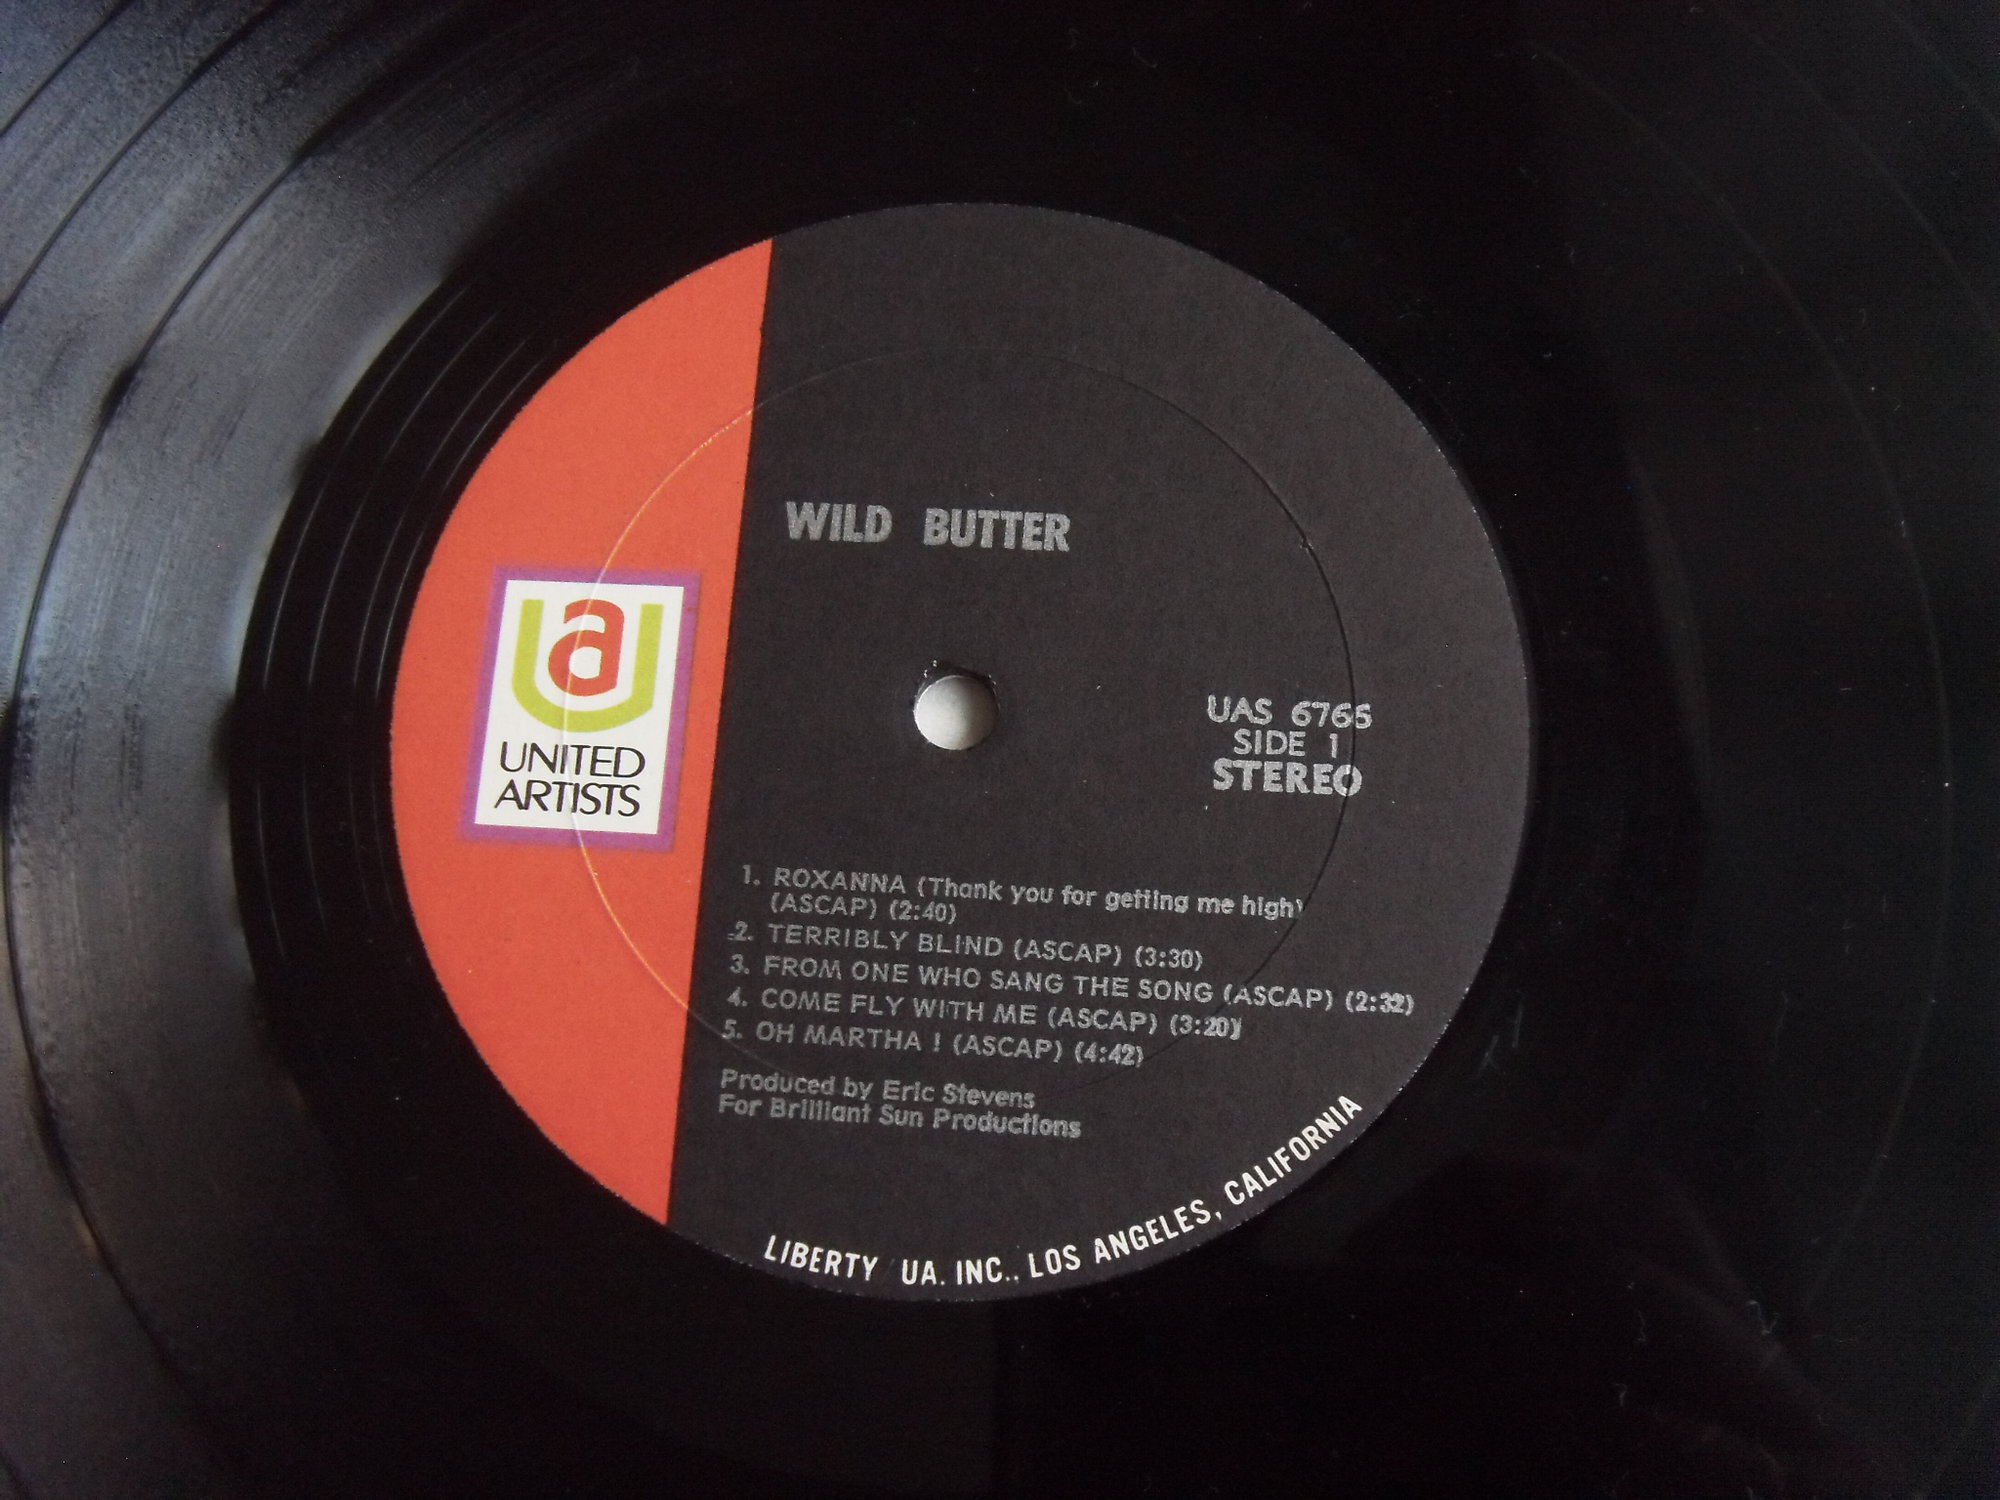 WILD BUTTER
ua
UNITED
ARTISTS
UAS 6766
SIDE 1
STEREO
1. ROXANNA (Thank you for getting me high)
(ASCAP) (2:40)
2. TERRIBLY BLIND (ASCAP) (3:30)
3. FROM ONE WHO SANG THE SONG (ASCAP) (2:32)
4. COME FLY WITH ME (ASCAP) (3:20)
5. OH MARTHA ! (ASCAP) (4:42)
Produced by Eric Stevens
For Brilliant Sun Productions
LIBERTY / UA. INC., LOS ANGELES, CALIFORNIA